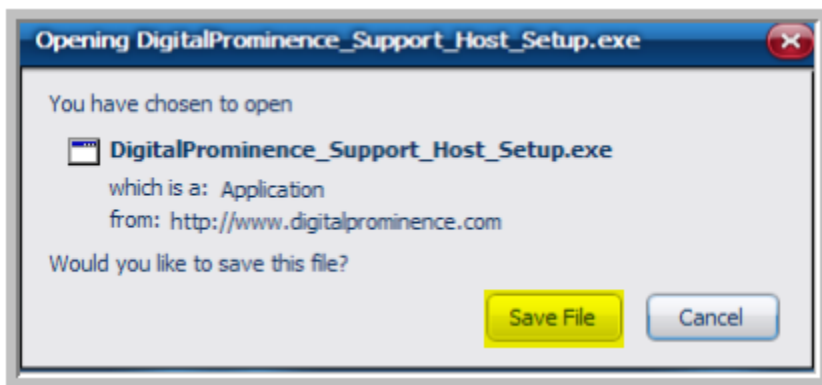 Opening DigitalProminence_Support_Host_Setup.exe
You have chosen to open
DigitalProminence_Support_Host_Setup.exe
which is a: Application
from: http://www.digitalprominence.com
Would you like to save this file?
Save File Cancel